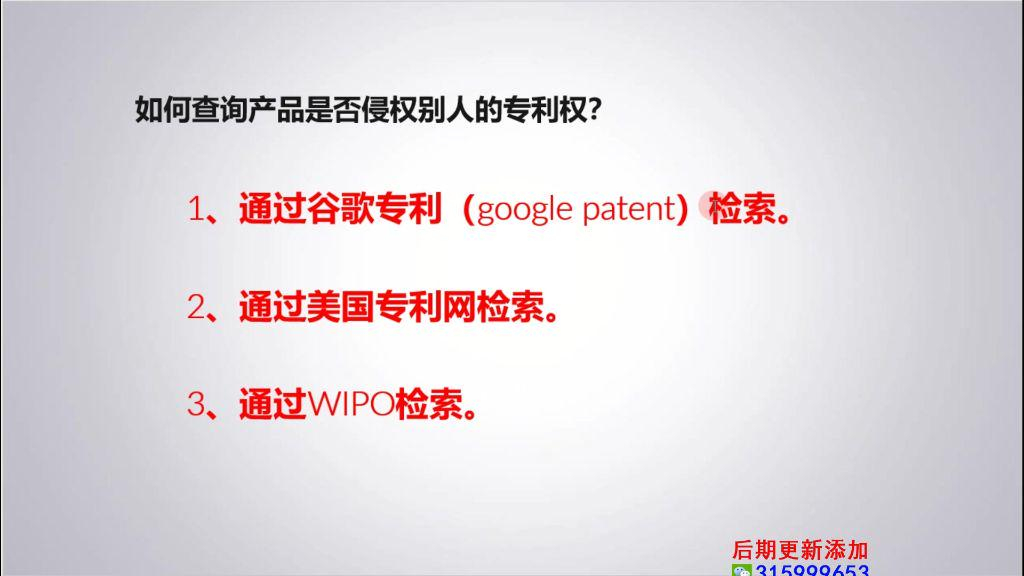 如何查询产品是否侵权别人的专利权？
1、通过谷歌专利（google patent）检索。
2、通过美国专利网检索。
3、通过WIPO检索。
后期更新添加
315999653